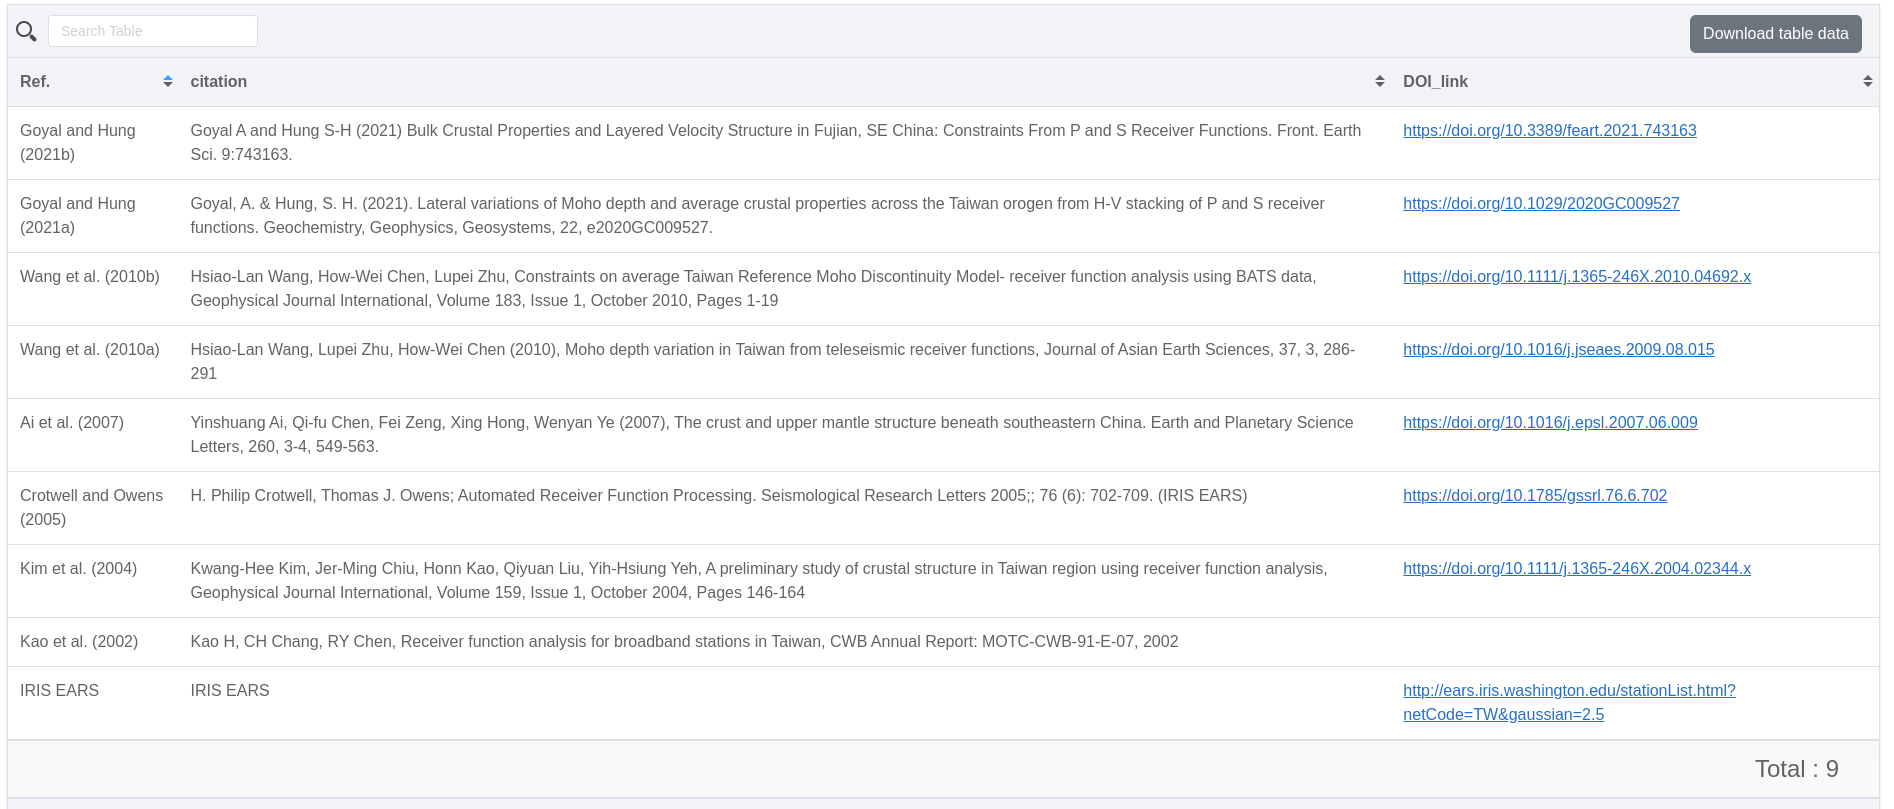 Search Table
Download table data
Ref.
citation
DOI_link
Goyal and Hung
(2021b)
Goyal A and Hung S-H (2021) Bulk Crustal Properties and Layered Velocity Structure in Fujian, SE China: Constraints From P and S Receiver Functions. Front. Earth
Sci. 9:743163.
https://doi.org/10.3389/feart.2021.743163
Goyal and Hung
(2021a)
Goyal, A. & Hung, S. H. (2021). Lateral variations of Moho depth and average crustal properties across the Taiwan orogen from H-V stacking of P and S receiver
functions. Geochemistry, Geophysics, Geosystems, 22, e2020GC009527.
https://doi.org/10.1029/2020GC009527
Wang et al. (2010b)
Hsiao-Lan Wang, How-Wei Chen, Lupei Zhu, Constraints on average Taiwan Reference Moho Discontinuity Model- receiver function analysis using BATS data,
Geophysical Journal International, Volume 183, Issue 1, October 2010, Pages 1-19
https://doi.org/10.1111/j.1365-246X.2010.04692.x
Wang et al. (2010a)
Hsiao-Lan Wang, Lupei Zhu, How-Wei Chen (2010), Moho depth variation in Taiwan from teleseismic receiver functions, Journal of Asian Earth Sciences, 37, 3, 286-
291
https://doi.org/10.1016/j.jseaes.2009.08.015
Ai et al. (2007)
Yinshuang Ai, Qi-fu Chen, Fei Zeng, Xing Hong, Wenyan Ye (2007), The crust and upper mantle structure beneath southeastern China. Earth and Planetary Science
Letters, 260, 3-4, 549-563.
https://doi.org/10.1016/j.epsl.2007.06.009
Crotwell and Owens
(2005)
H. Philip Crotwell, Thomas J. Owens; Automated Receiver Function Processing. Seismological Research Letters 2005;; 76 (6): 702-709. (IRIS EARS)
https://doi.org/10.1785/gssrl.76.6.702
Kim et al. (2004)
Kwang-Hee Kim, Jer-Ming Chiu, Honn Kao, Qiyuan Liu, Yih-Hsiung Yeh, A preliminary study of crustal structure in Taiwan region using receiver function analysis,
Geophysical Journal International, Volume 159, Issue 1, October 2004, Pages 146-164
https://doi.org/10.1111/j.1365-246X.2004.02344.x
Kao et al. (2002)
Kao H, CH Chang, RY Chen, Receiver function analysis for broadband stations in Taiwan, CWB Annual Report: MOTC-CWB-91-E-07, 2002
IRIS EARS
IRIS EARS
http://ears.iris.washington.edu/stationList.html?
netCode=TW&gaussian=2.5
Total : 9